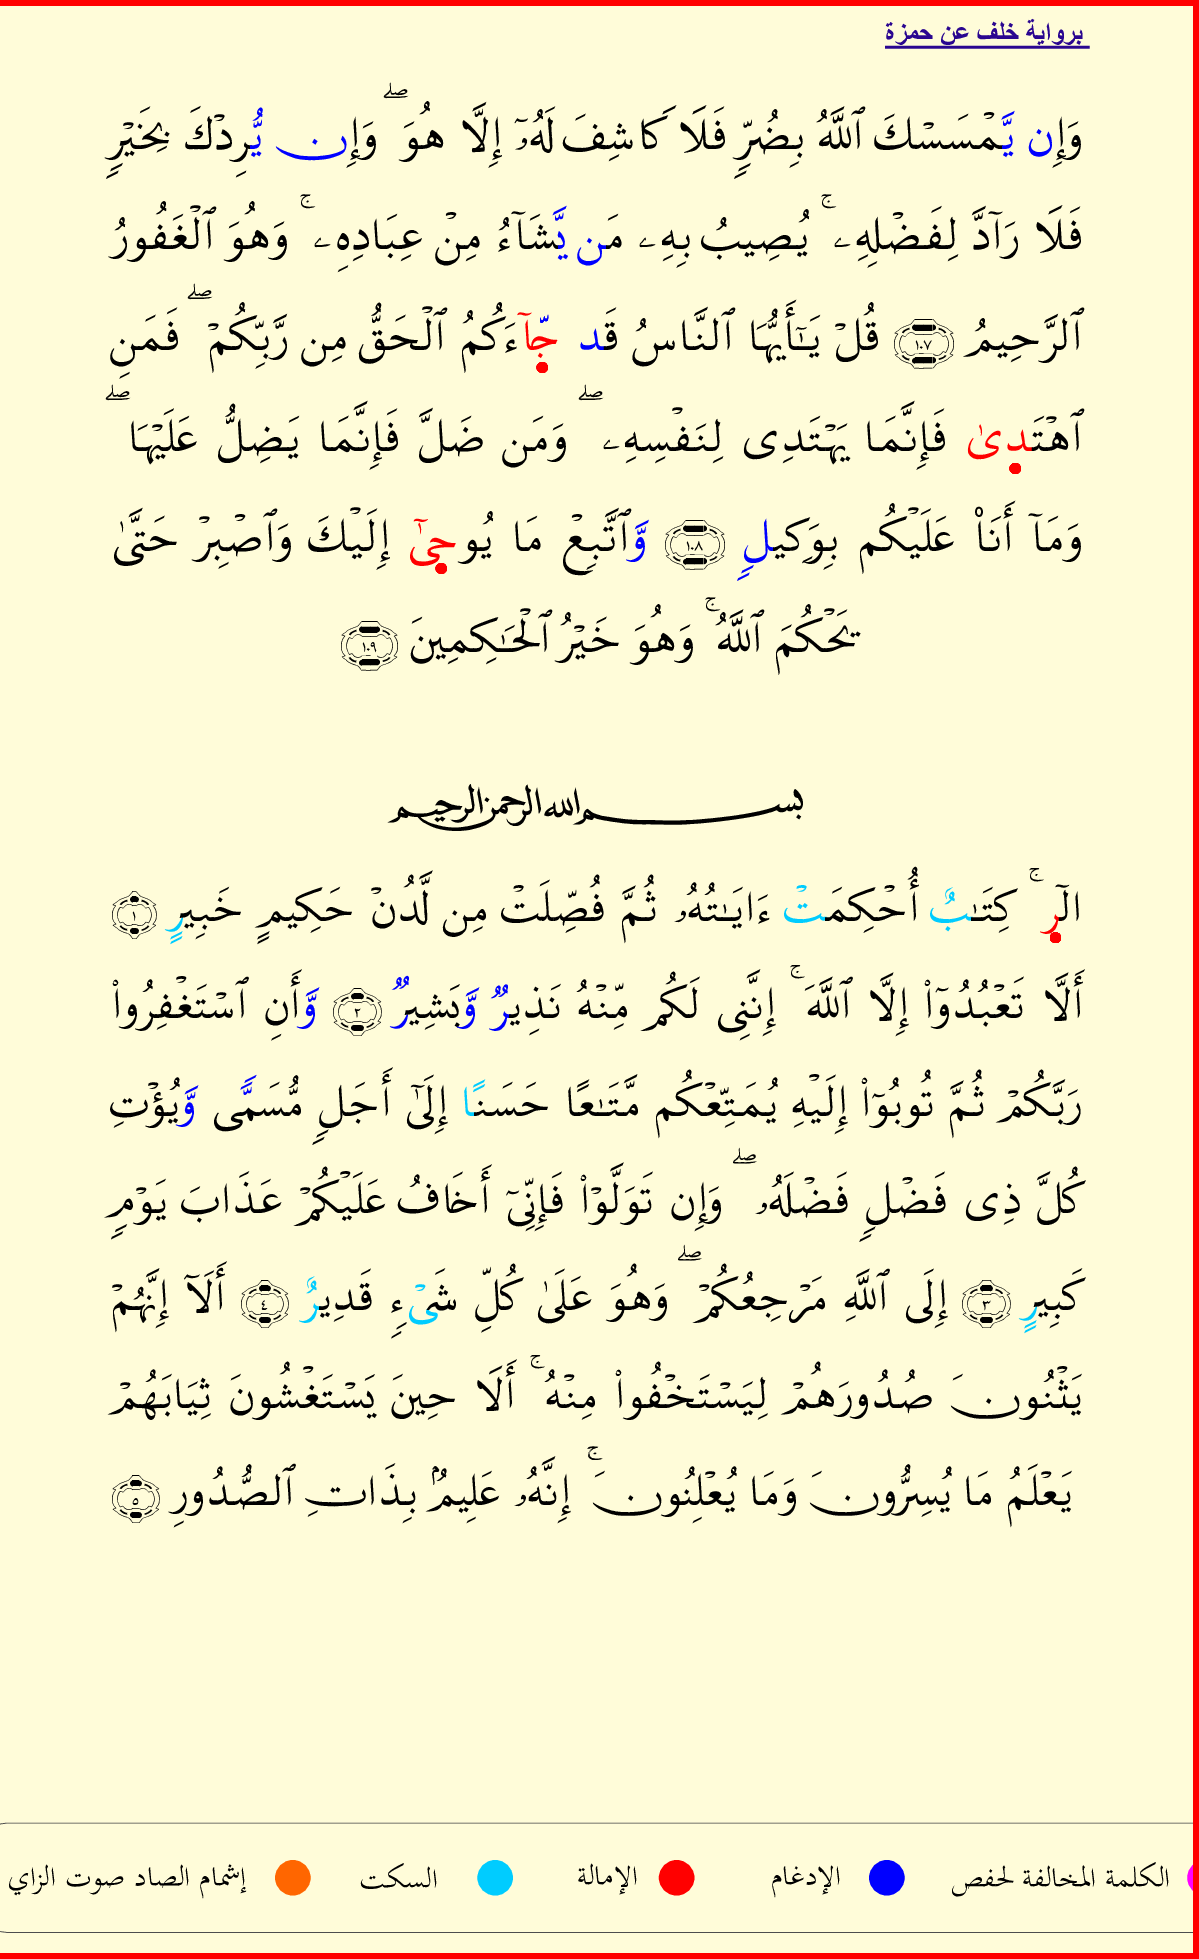 برواية خلف عن حمزة
وَإِن يَّمۡسَسۡكَ ٱللَّهُ بِضُرّٖ فَلَا كَاشِفَ لَهُۥٓ إِلَّا هُوَۖ وَإِن يُّرِدۡكَ بِخَيۡرٖ
فَلَا رَآدَّ لِفَضۡلِهِۦۚ يُصِيبُ بِهِۦ مَن يَّشَآءُ مِنۡ عِبَادِهِۦۚ وَهُوَ ٱلۡغَفُورُ
ٱلرَّحِيمُ ١٠٧ قُلۡ يَٰٓأَيُّهَا ٱلنَّاسُ قَد جِّآءَكُمُ ٱلۡحَقُّ مِن رَّبِّكُمۡۖ فَمَنِ
ٱهۡتَدِىٰ فَإِنَّمَا يَهۡتَدِى لِنَفۡسِهِۦۖ وَمَن ضَلَّ فَإِنَّمَا يَضِلُّ عَلَيۡهَاۖ
وَمَآ أَنَا۠ عَلَيۡكُم بِوَكِيلٖ ١٠٨ وَّٱتَّبِعۡ مَا يُوحِىٰٓ إِلَيۡكَ وَٱصۡبِرۡ حَتَّىٰ
يَحۡكُمَ ٱللَّهُۚ وَهُوَ خَيۡرُ ٱلۡحَٰكِمِينَ ١٠٩
بسم الله الرحمن الرحيم
الٓرِۚ كِتَٰبٌ أُحۡكِمَتۡ ءَايَٰتُهُۥ ثُمَّ فُصِّلَتۡ مِن لَّدُنۡ حَكِيمٍ خَبِيرٍ ١
أَلَّا تَعۡبُدُوٓاْ إِلَّا ٱللَّهَۚ إِنَّنِى لَكُم مِّنۡهُ نَذِيرٞ وَّبَشِيرٞ ٢ وَّأَنِ ٱسۡتَغۡفِرُواْ
رَبَّكُمۡ ثُمَّ تُوبُوٓاْ إِلَيۡهِ يُمَتِّعۡكُم مَّتَٰعًا حَسَنًا إِلَىٰٓ أَجَلٖ مُّسَمّٗى وَّيُؤۡتِ
كُلَّ ذِى فَضۡلٖ فَضۡلَهُۥۖ وَإِن تَوَلَّوۡاْ فَإِنِّىٓ أَخَافُ عَلَيۡكُمۡ عَذَابَ يَوۡمٖ
كَبِيرٍ ٣ إِلَى ٱللَّهِ مَرۡجِعُكُمۡۖ وَهُوَ عَلَىٰ كُلِّ شَىۡءٖ قَدِيرٌ ٤ أَلَآ إِنَّهُمۡ
يَثۡنُونَ صُدُورَهُمۡ لِيَسۡتَخۡفُواْ مِنۡهُۚ أَلَا حِينَ يَسۡتَغۡشُونَ ثِيَابَهُمۡ
يَعۡلَمُ مَا يُسِرُّونَ وَمَا يُعۡلِنُونَۚ إِنَّهُۥ عَلِيمُۢ بِذَاتِ ٱلصُّدُورِ ٥
الكلمة المخالفة لحفص الإدغام الإمالة السكت إشمام الصاد صوت الزاي